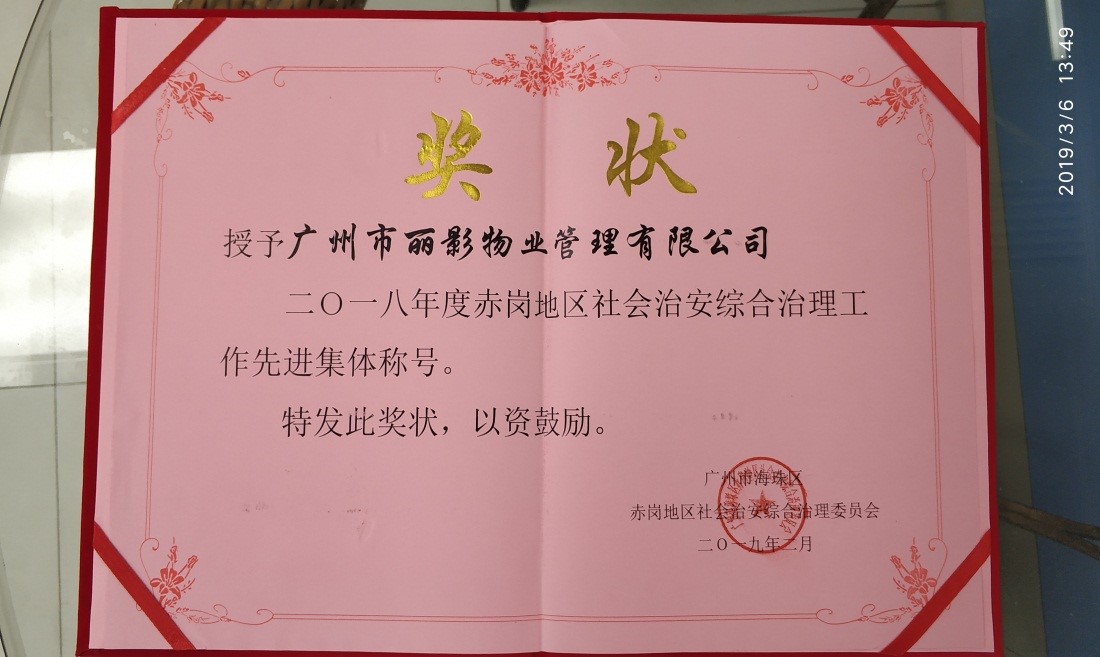 奖 状
授予广州市丽影物业管理有限公司
二〇一八年度赤岗地区社会治安综合治理工
作先进集体称号。
特发此奖状，以资鼓励。
广州市海珠区
赤岗地区社会治安综合治理委员会
二〇一九年二月
2019/3/6 13:49